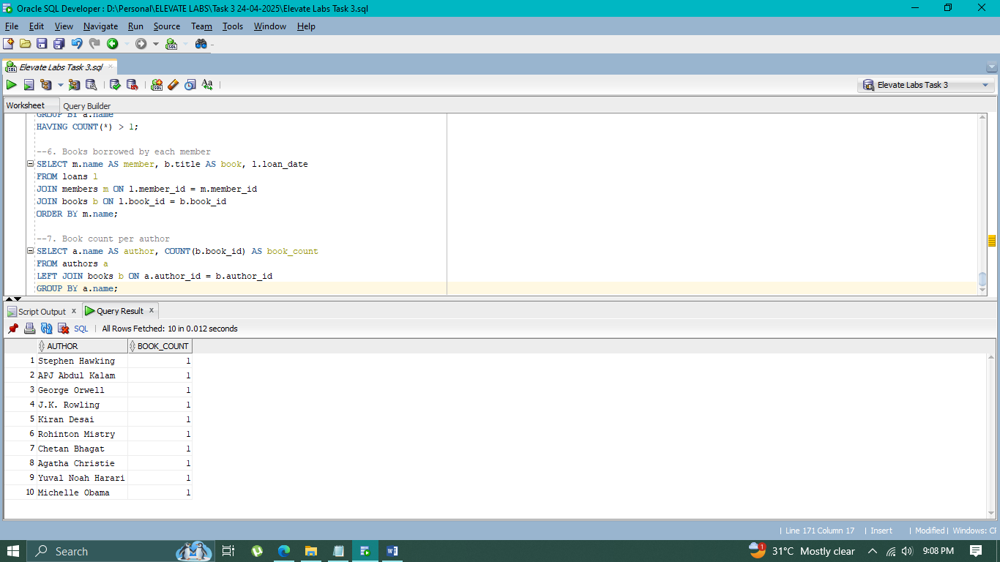 Oracle SQL Developer : D:\Personal\ELEVATE LABS\Task 3 24-04-2025\Elevate Labs Task 3.sql
File Edit View Navigate Run Source Team Tools Window Help
SQL
SQL Elevate Labs Task 3.sql ×
SQL Aa Elevate Labs Task 3
Worksheet Query Builder
GROUP BY a.name
HAVING COUNT(*) > 1;
--6. Books borrowed by each member
SELECT m.name AS member, b.title AS book, l.loan_date
FROM loans l
JOIN members m ON l.member_id = m.member_id
JOIN books b ON l.book_id = b.book_id
ORDER BY m.name;
--7. Book count per author
SELECT a.name AS author, COUNT(b.book_id) AS book_count
FROM authors a
LEFT JOIN books b ON a.author_id = b.author_id
GROUP BY a.name;
Script Output × Query Result ×
SQL | All Rows Fetched: 10 in 0.012 seconds
AUTHOR BOOK_COUNT
1 Stephen Hawking 1
2 APJ Abdul Kalam 1
3 George Orwell 1
4 J.K. Rowling 1
5 Kiran Desai 1
6 Rohinton Mistry 1
7 Chetan Bhagat 1
8 Agatha Christie 1
9 Yuval Noah Harari 1
10 Michelle Obama 1
| Line 171 Column 17 | Insert | Modified | Windows: CF
Search 1 31°C Mostly clear 9:08 PM